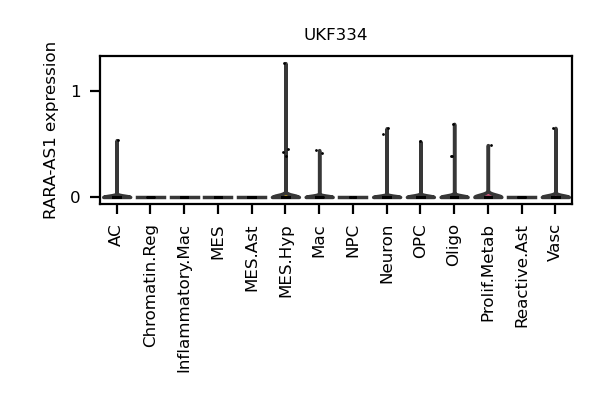 UKF334
RARA-AS1 expression
1
0
AC
Chromatin.Reg
Inflammatory.Mac
MES
MES.Ast
MES.Hyp
Mac
NPC
Neuron
OPC
Oligo
Prolif.Metab
Reactive.Ast
Vasc